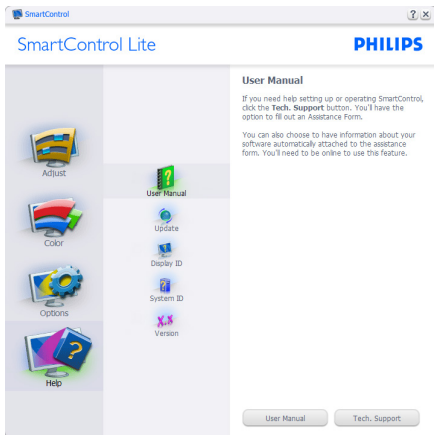 SmartControl
SmartControl Lite
PHILIPS
Adjust
Color
Options
Help
User Manual
Update
Display ID
System ID
Version
User Manual
If you need help setting up or operating SmartControl,
click the Tech. Support button. You'll have the
option to fill out an Assistance Form.
You can also choose to have information about your
software automatically attached to the assistance
form. You'll need to be online to use this feature.
User Manual
Tech. Support